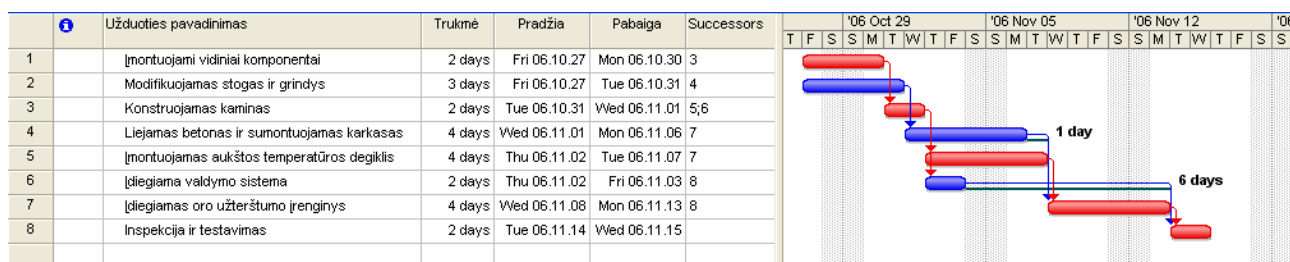 Užduoties pavadinimas Trukmė Pradžia Pabaiga Successors '06 Oct 29 '06 Nov 05 '06 Nov 12 '06
T F S S M T W T F S S M T W T F S S M T W T F S S
1 Įmontuojami vidiniai komponentai 2 days Fri 06.10.27 Mon 06.10.30 3
2 Modifikuojamas stogas ir grindys 3 days Fri 06.10.27 Tue 06.10.31 4
3 Konstruojamas kaminas 2 days Tue 06.10.31 Wed 06.11.01 5;6
4 Liejamas betonas ir sumontuojamas karkasas 4 days Wed 06.11.01 Mon 06.11.06 7 1 day
5 Įmontuojamas aukštos temperatūros degiklis 4 days Thu 06.11.02 Tue 06.11.07 7
6 Įdiegiama valdymo sistema 2 days Thu 06.11.02 Fri 06.11.03 8 6 days
7 Įdiegiamas oro užterštumo įrenginys 4 days Wed 06.11.08 Mon 06.11.13 8
8 Inspekcija ir testavimas 2 days Tue 06.11.14 Wed 06.11.15